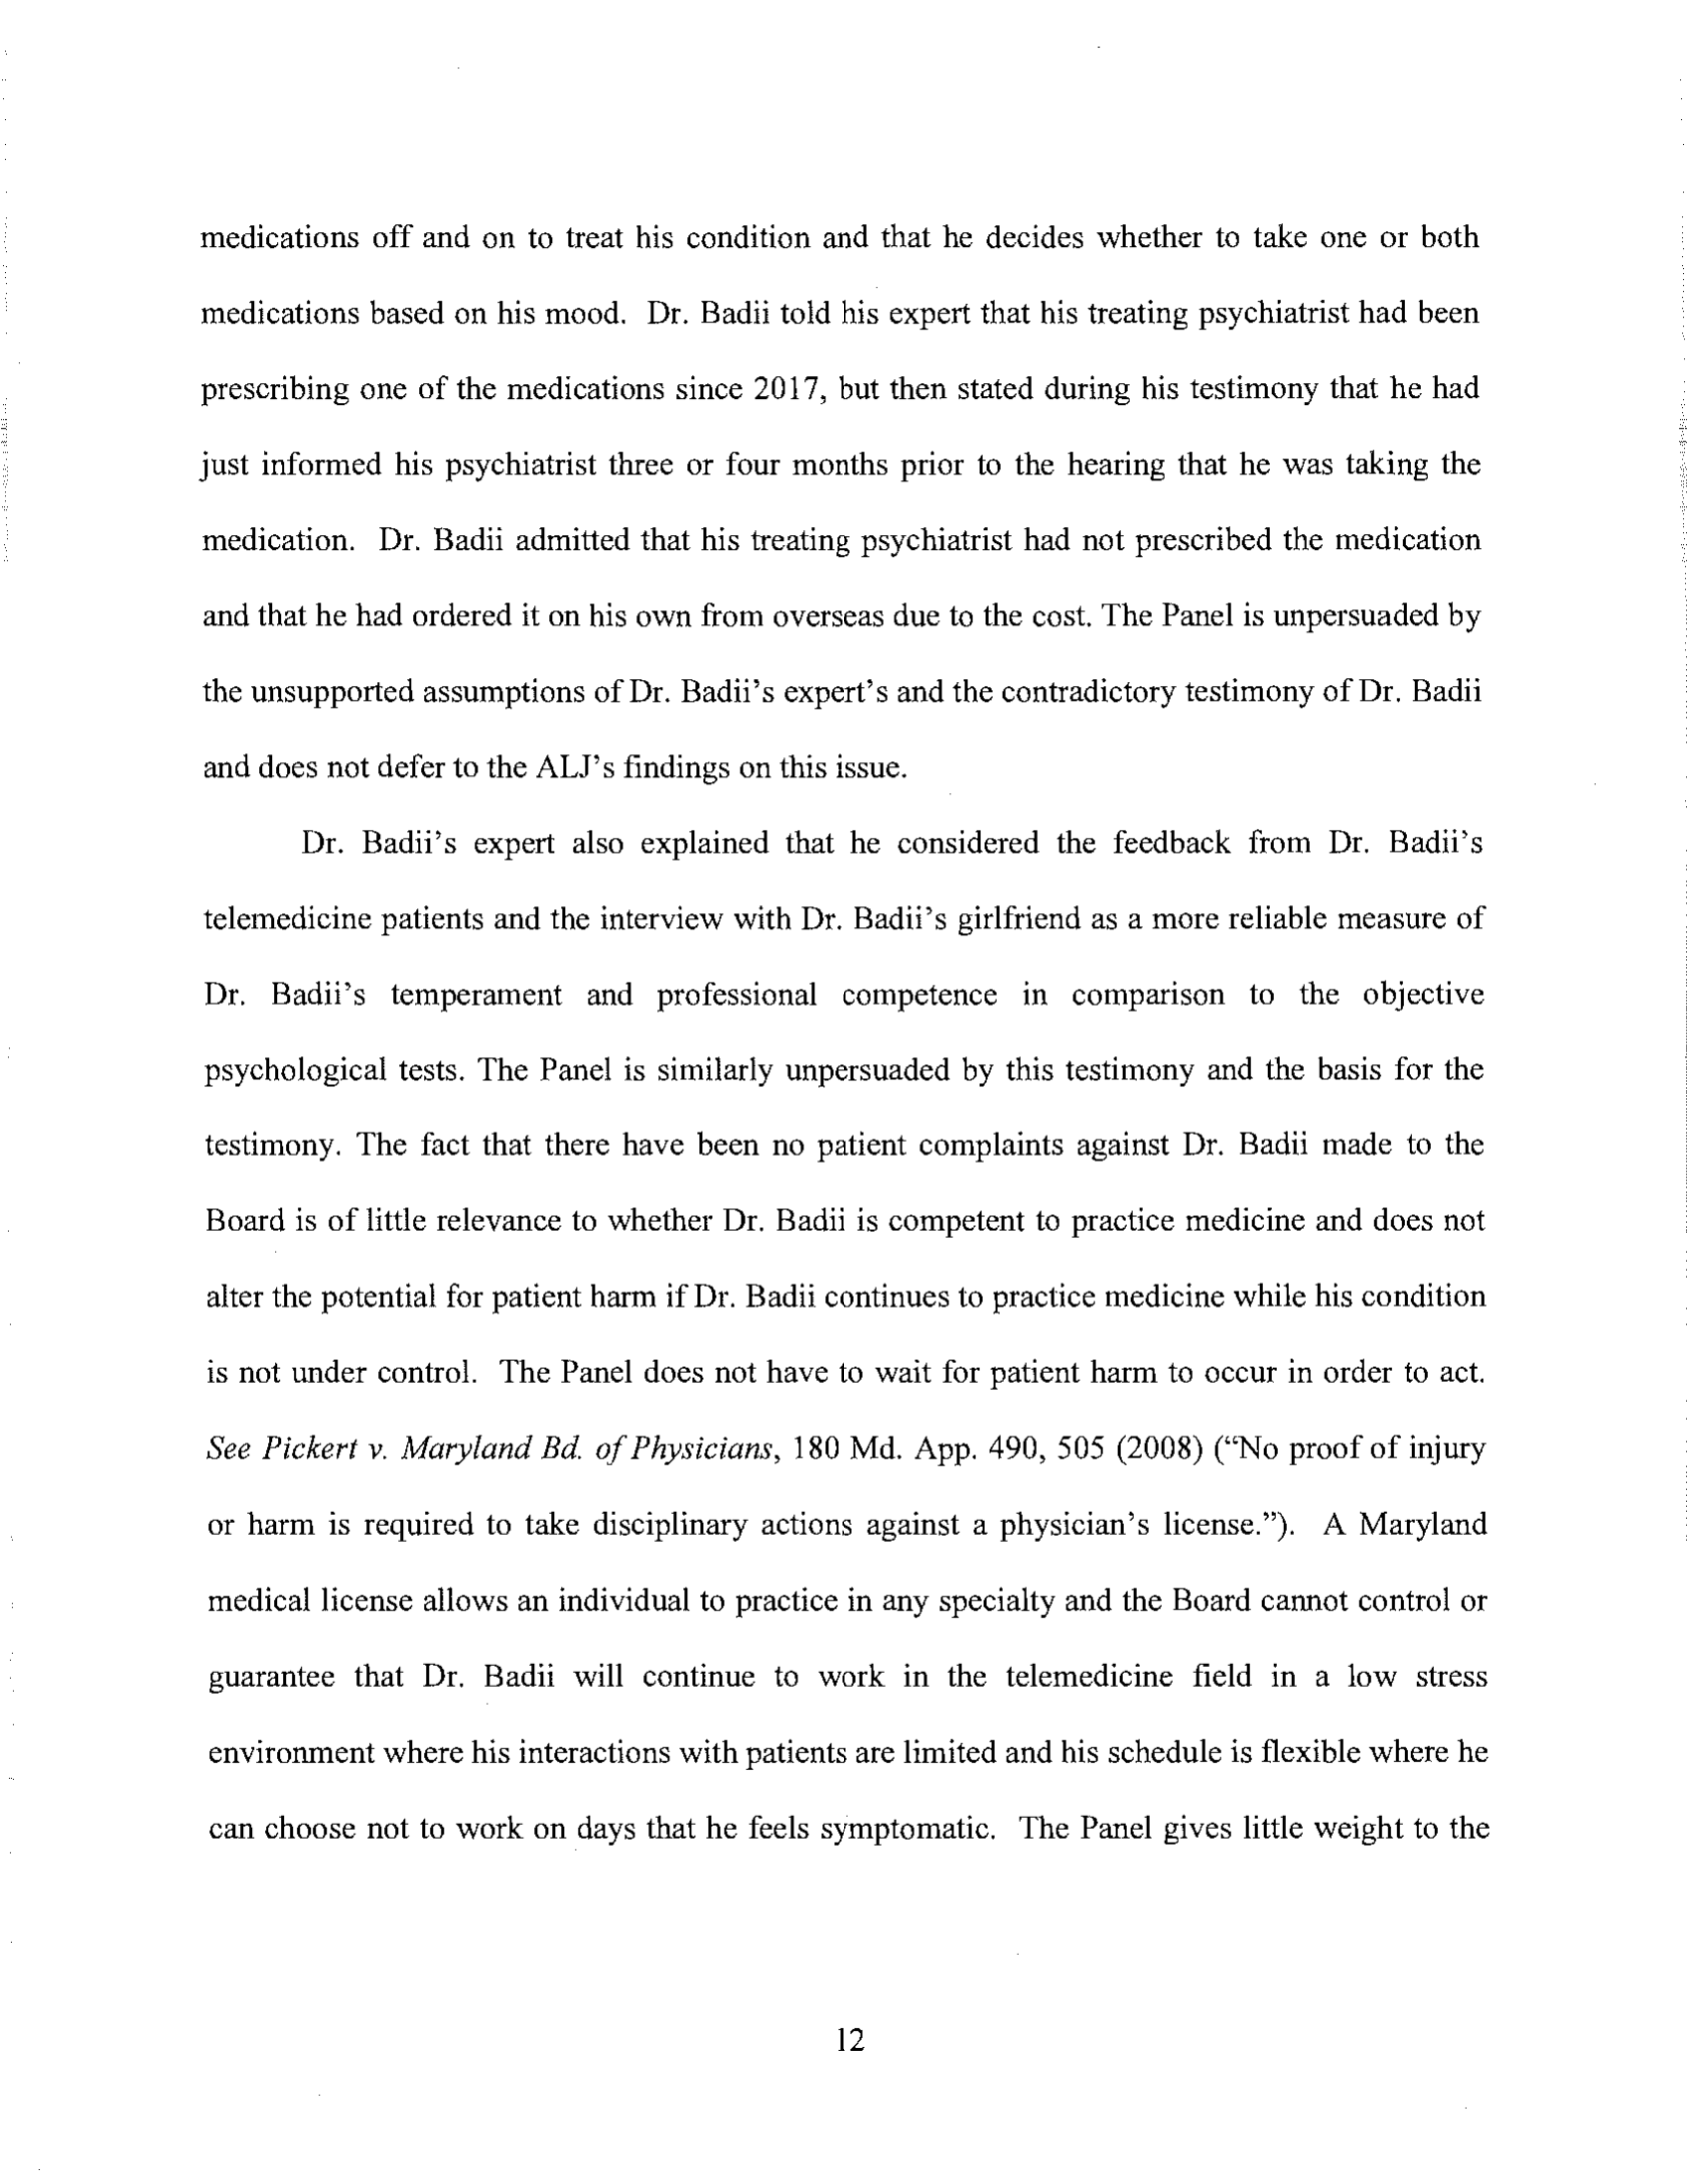 medications off and on to treat his condition and that he decides whether to take one or both
medications based on his mood. Dr. Badii told his expert that his treating psychiatrist had been
prescribing one of the medications since 2017, but then stated during his testimony that he had
just informed his psychiatrist three or four months prior to the hearing that he was taking the
medication. Dr. Badii admitted that his treating psychiatrist had not prescribed the medication
and that he had ordered it on his own from overseas due to the cost. The Panel is unpersuaded by
the unsupported assumptions of Dr. Badii's expert's and the contradictory testimony of Dr. Badii
and does not defer to the ALJ's findings on this issue.
Dr. Badii's expert also explained that he considered the feedback from Dr. Badii's
telemedicine patients and the interview with Dr. Badii's girlfriend as a more reliable measure of
Dr. Badii's temperament and professional competence in comparison to the objective
psychological tests. The Panel is similarly unpersuaded by this testimony and the basis for the
testimony. The fact that there have been no patient complaints against Dr. Badii made to the
Board is of little relevance to whether Dr. Badii is competent to practice medicine and does not
alter the potential for patient harm if Dr. Badii continues to practice medicine while his condition
is not under control. The Panel does not have to wait for patient harm to occur in order to act.
See Pickert v. Maryland Bd. of Physicians, 180 Md. App. 490, 505 (2008) (“No proof of injury
or harm is required to take disciplinary actions against a physician's license.”). A Maryland
medical license allows an individual to practice in any specialty and the Board cannot control or
guarantee that Dr. Badii will continue to work in the telemedicine field in a low stress
environment where his interactions with patients are limited and his schedule is flexible where he
can choose not to work on days that he feels symptomatic. The Panel gives little weight to the
12